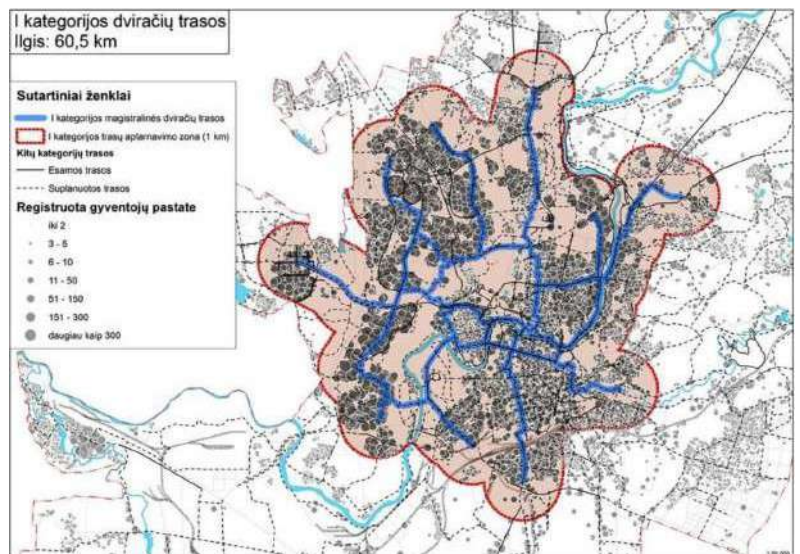 I kategorijos dviračių trasos
Ilgis: 60,5 km
Sutartiniai ženklai
I kategorijos magistralinės dviračių trasos
I kategorijos trasų aptarnavimo zona (1 km)
Kitų kategorijų trasos
Esamos trasos
Suplanuotos trasos
Registruota gyventojų pastate
iki 2
3 - 5
6 - 10
11 - 50
51 - 150
151 - 300
daugiau kaip 300